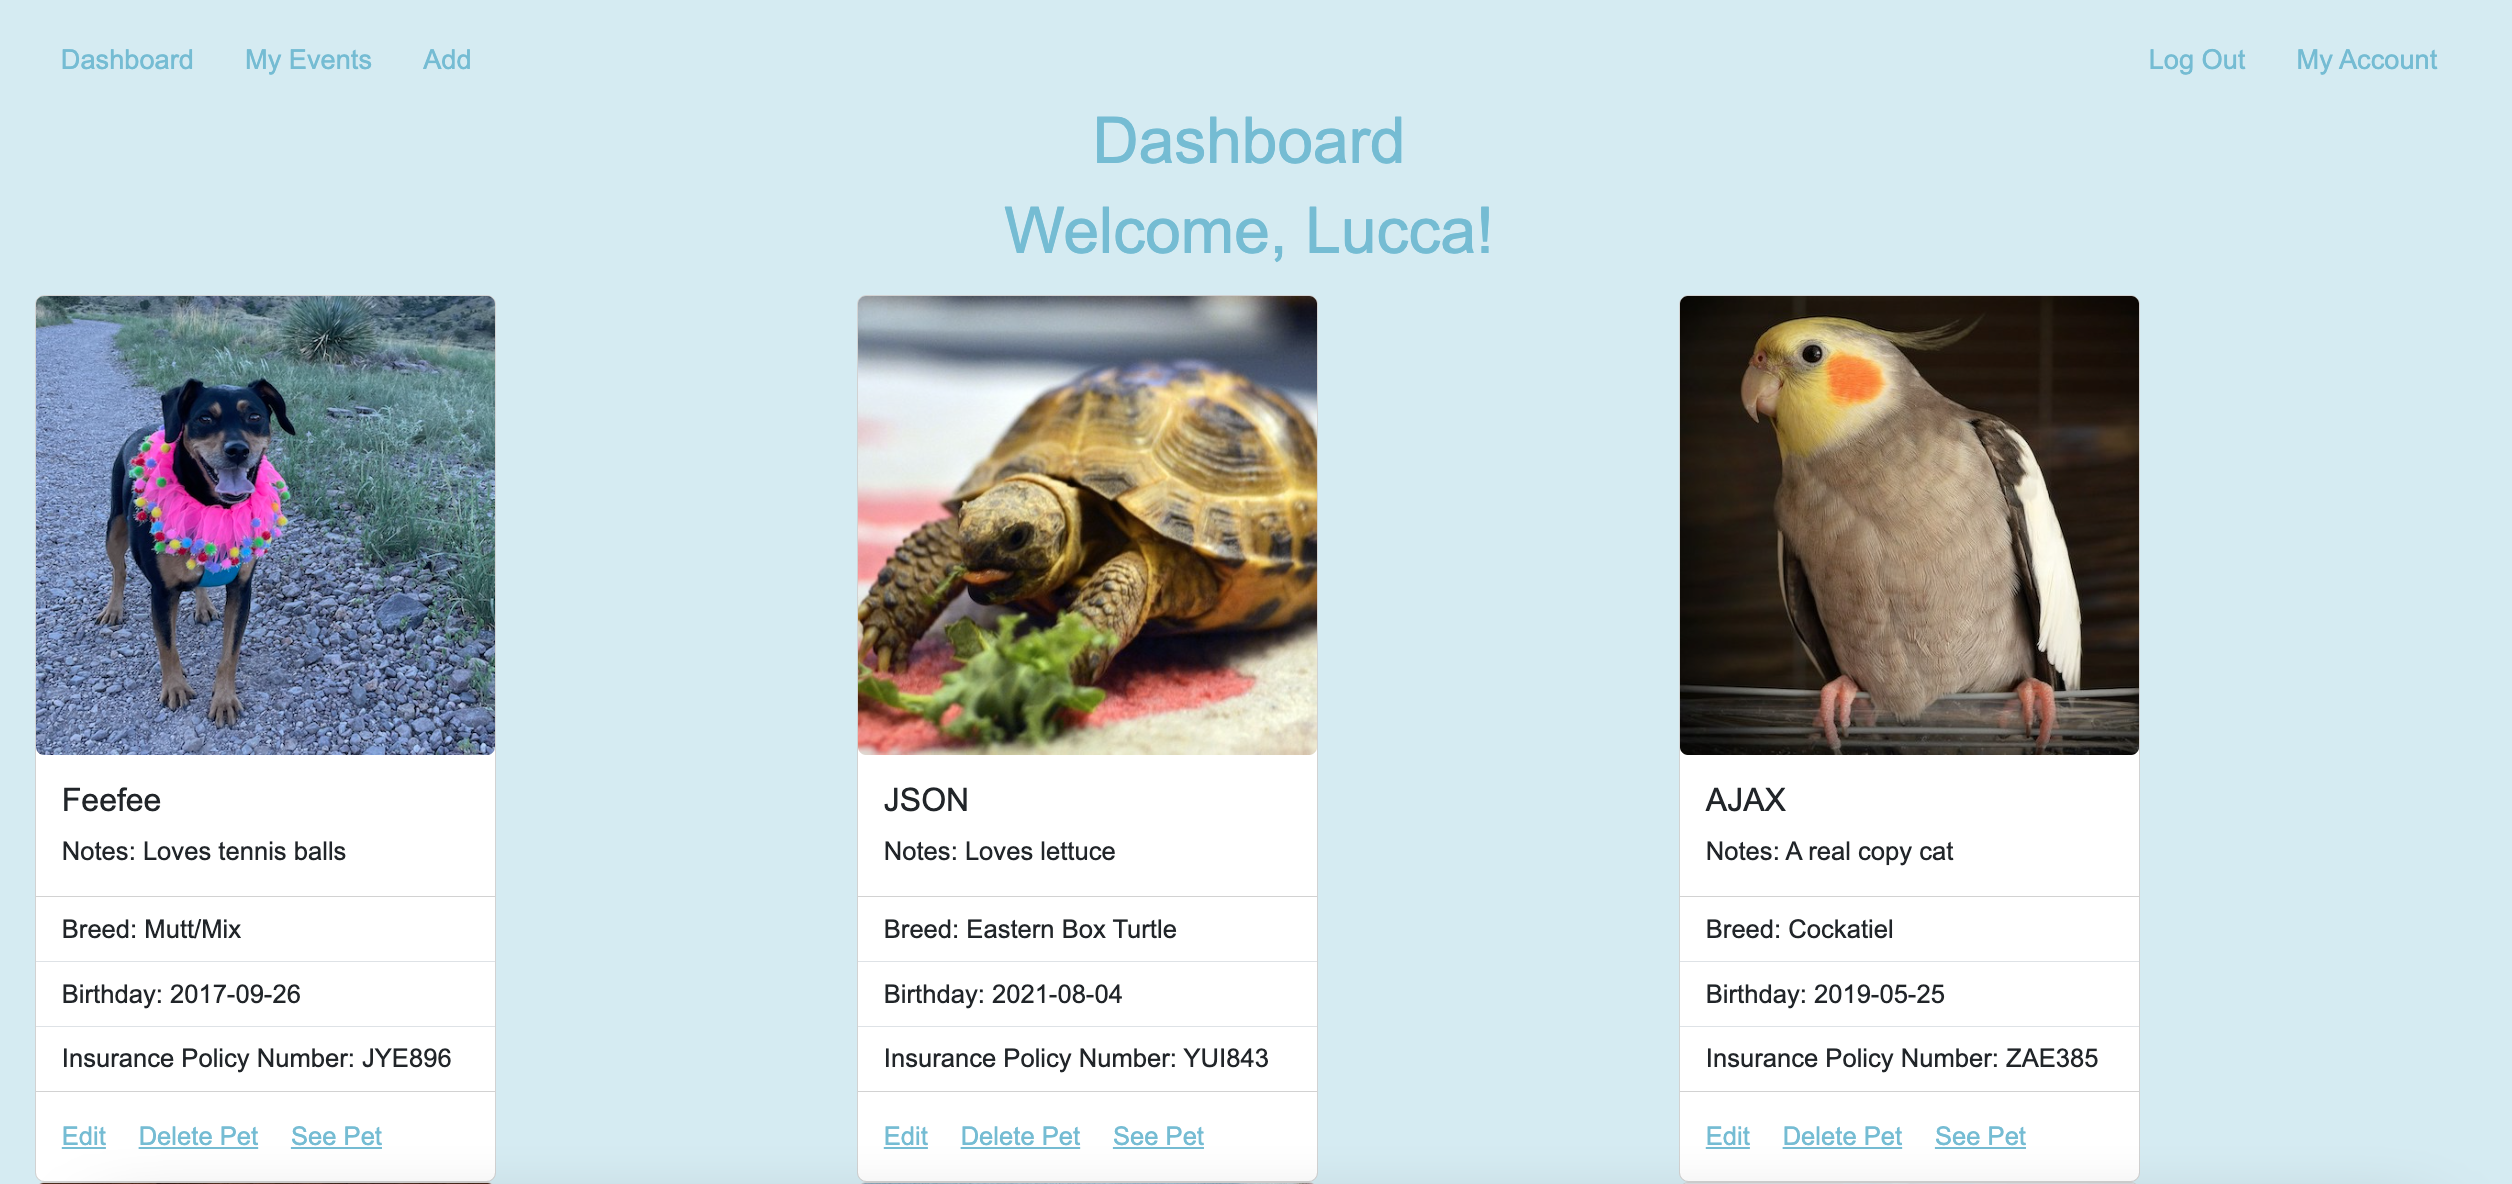 Dashboard My Events Add Log Out My Account
Dashboard
Welcome, Lucca!
Feefee
Notes: Loves tennis balls
Breed: Mutt/Mix
Birthday: 2017-09-26
Insurance Policy Number: JYE896
Edit Delete Pet See Pet
JSON
Notes: Loves lettuce
Breed: Eastern Box Turtle
Birthday: 2021-08-04
Insurance Policy Number: YUI843
Edit Delete Pet See Pet
AJAX
Notes: A real copy cat
Breed: Cockatiel
Birthday: 2019-05-25
Insurance Policy Number: ZAE385
Edit Delete Pet See Pet